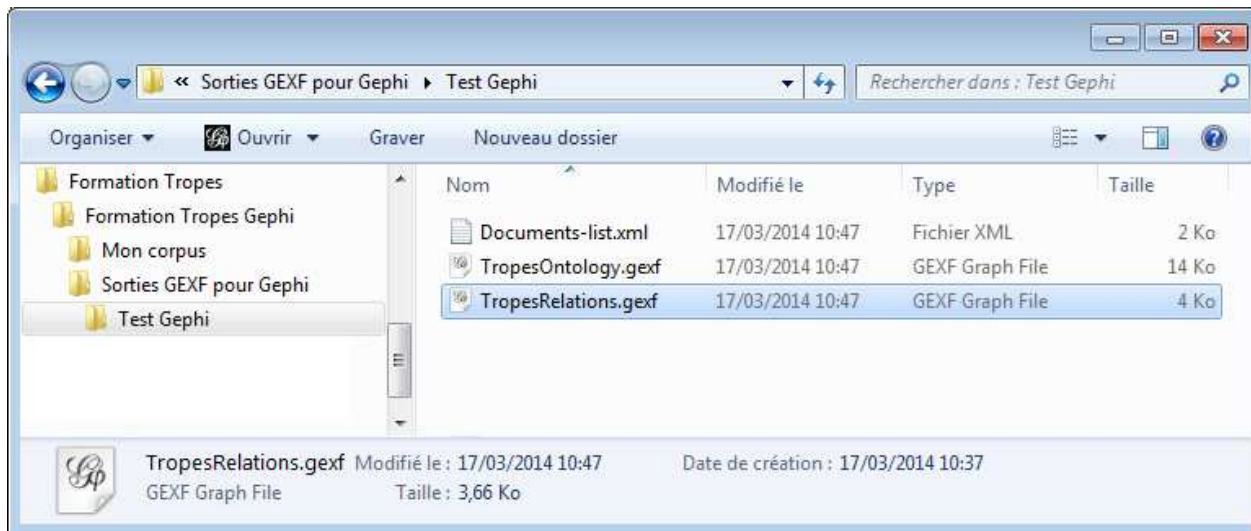 « Sorties GEXF pour Gephi Test Gephi Rechercher dans : Test Gephi
Organiser Ouvrir Graver Nouveau dossier
Formation Tropes
Formation Tropes Gephi
Mon corpus
Sorties GEXF pour Gephi
Test Gephi
Nom Modifié le Type Taille
Documents-list.xml 17/03/2014 10:47 Fichier XML 2 Ko
TropesOntology.gexf 17/03/2014 10:47 GEXF Graph File 14 Ko
TropesRelations.gexf 17/03/2014 10:47 GEXF Graph File 4 Ko
TropesRelations.gexf Modifié le : 17/03/2014 10:47 Date de création : 17/03/2014 10:37
GEXF Graph File Taille : 3,66 Ko